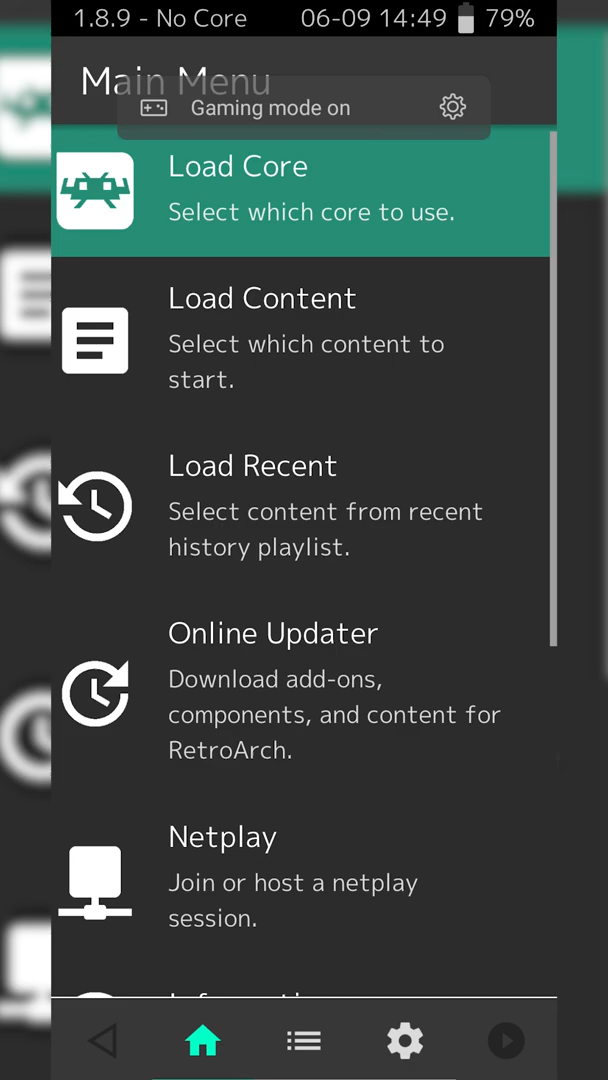 1.8.9 - No Core 06-09 14:49 79%
Main Menu
Gaming mode on
Load Core
Select which core to use.
Load Content
Select which content to
start.
Load Recent
Select content from recent
history playlist.
Online Updater
Download add-ons,
components, and content for
RetroArch.
Netplay
Join or host a netplay
session.